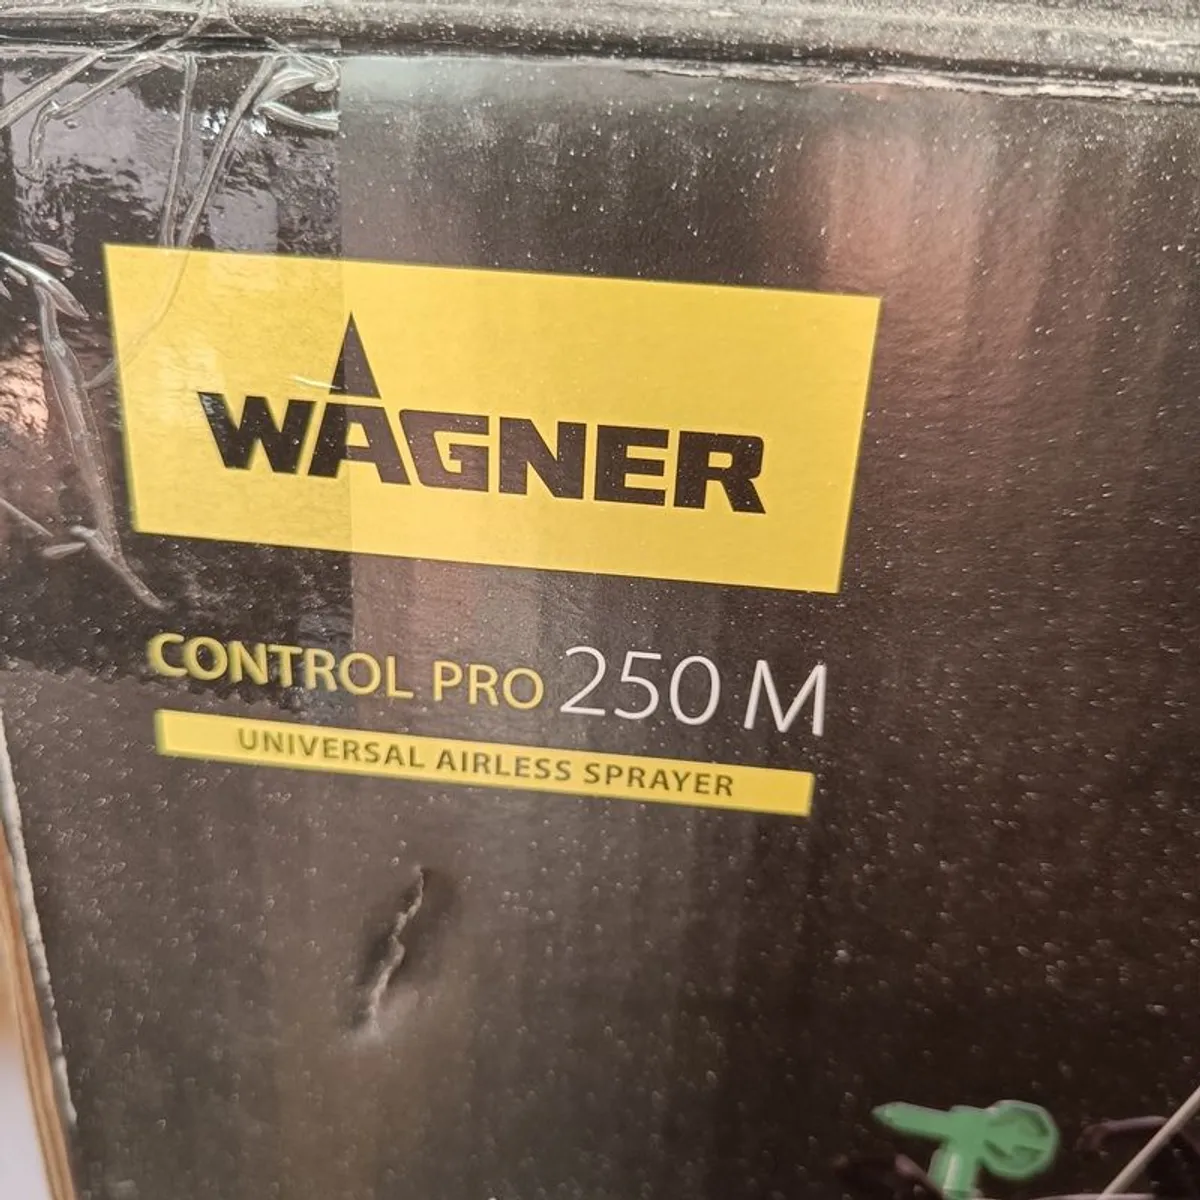 WAGNER
CONTROL PRO 250 M
UNIVERSAL AIRLESS SPRAYER